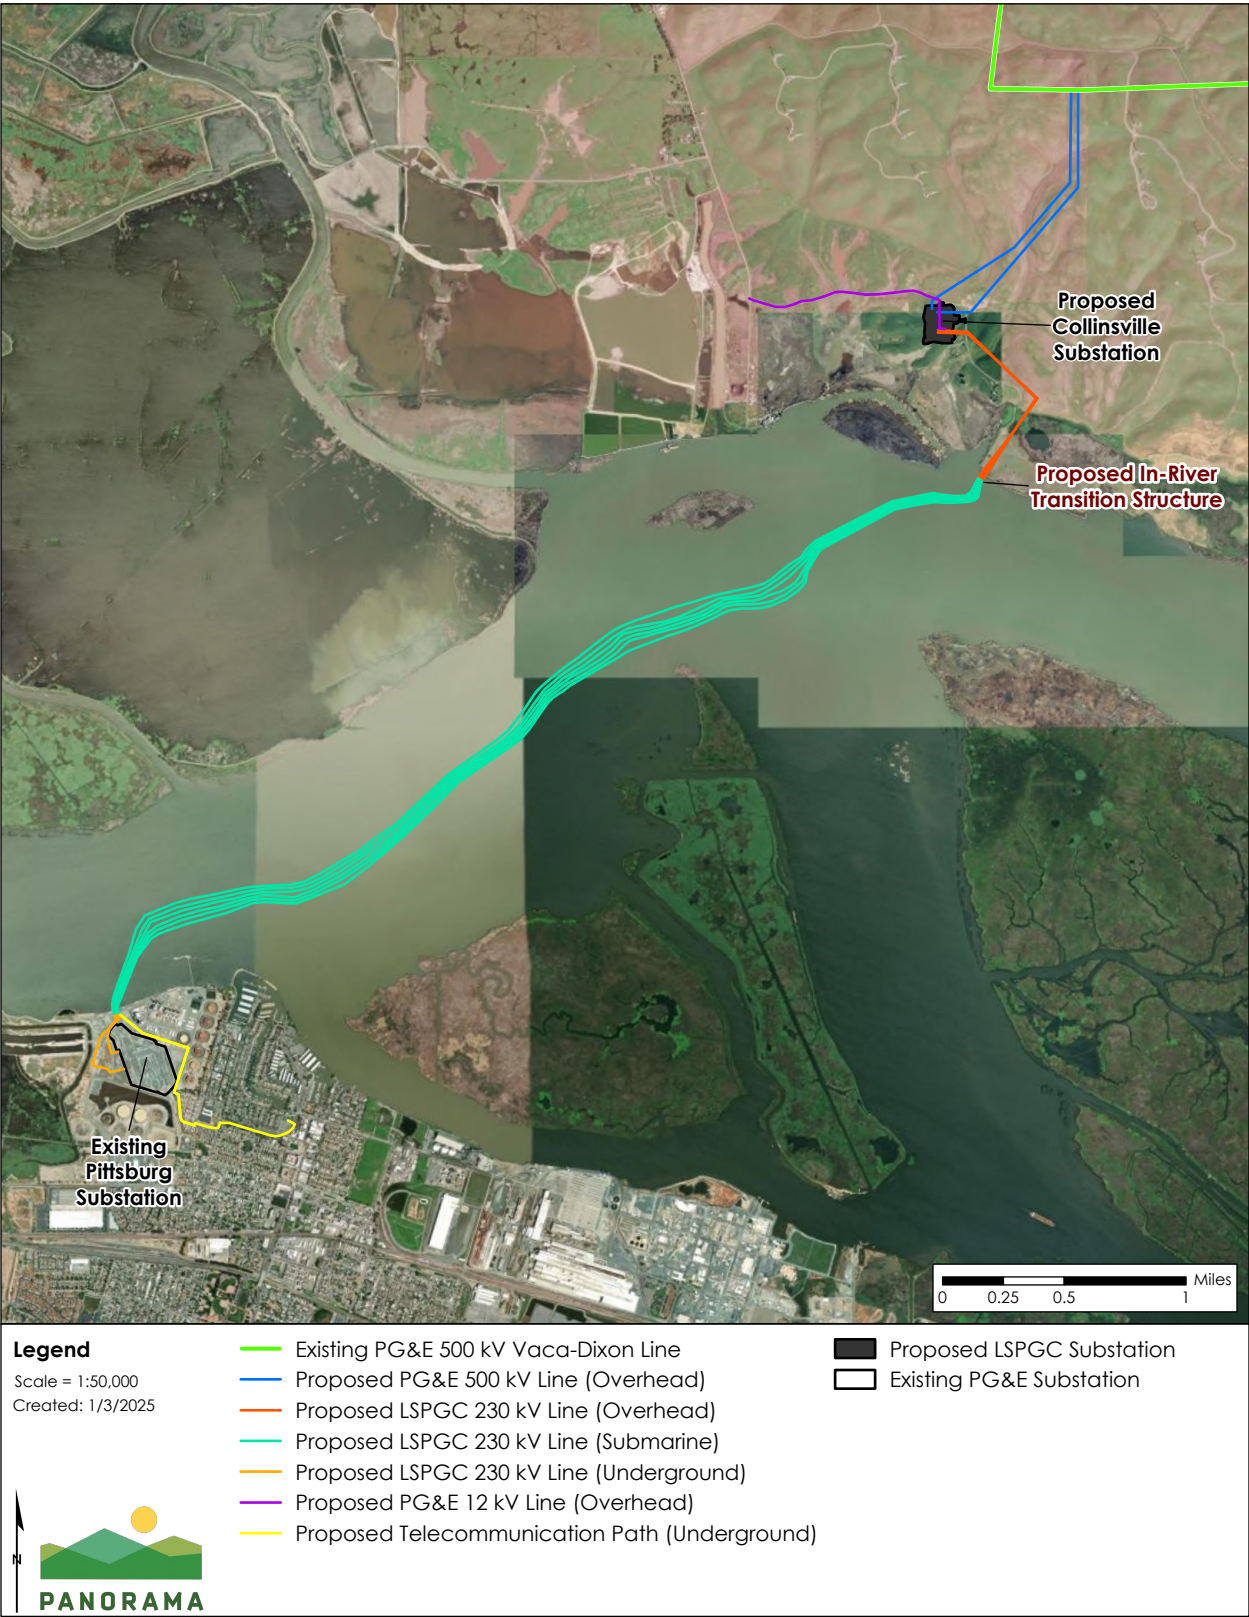 Proposed
Collinsville
Substation
Proposed In-River
Transition Structure
Existing
Pittsburg
Substation
Miles
0 0.25 0.5 1
Legend
Scale = 1:50,000
Created: 1/3/2025
Existing PG&E 500 kV Vaca-Dixon Line
Proposed PG&E 500 kV Line (Overhead)
Proposed LSPGC 230 kV Line (Overhead)
Proposed LSPGC 230 kV Line (Submarine)
Proposed LSPGC 230 kV Line (Underground)
Proposed PG&E 12 kV Line (Overhead)
Proposed Telecommunication Path (Underground)
Proposed LSPGC Substation
Existing PG&E Substation
N
PANORAMA